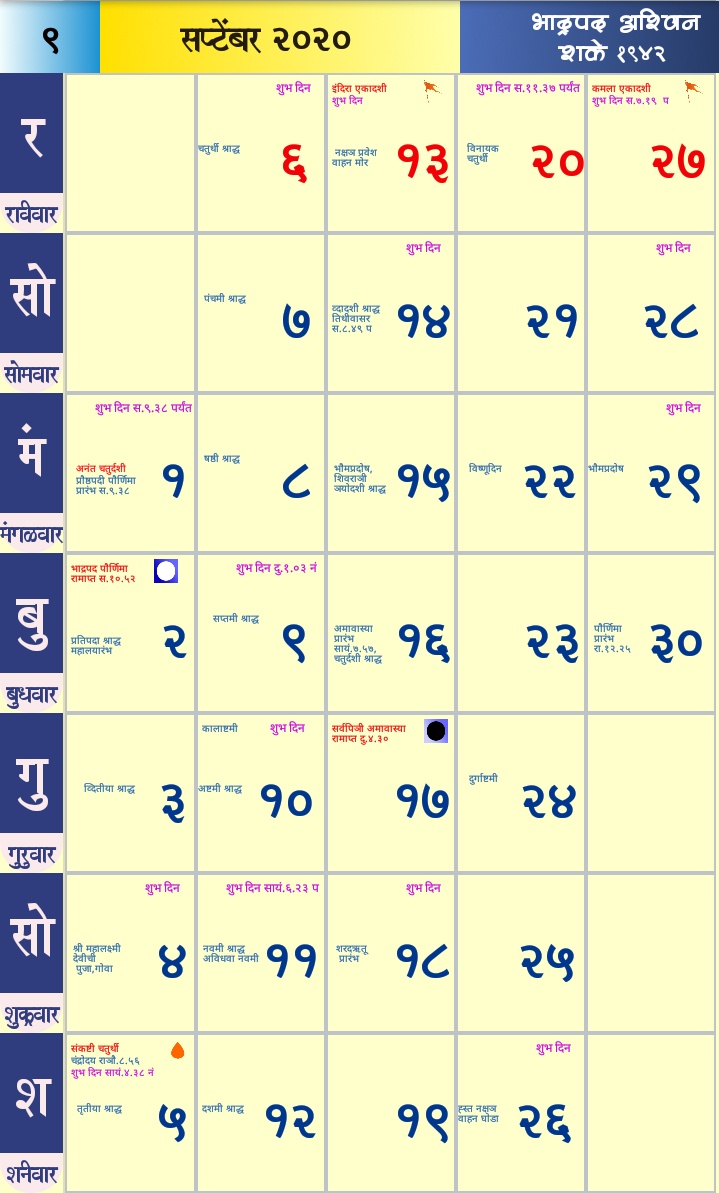 ९
सप्टेंबर २०२०
भाद्रपद अश्विन
शके १९४२
र
रविवार
शुभ दिन
चतुर्थी श्राद्ध
६
इंदिरा एकादशी
शुभ दिन
नक्षञ प्रवेश
वाहन मोर
१३
शुभ दिन स.११.३७ पर्यंत
विनायक
चतुर्थी
२०
कमला एकादशी
शुभ दिन स.७.१९ प
२७
सो
सोमवार
पंचमी श्राद्ध
७
शुभ दिन
व्दादशी श्राद्ध
तिथीवासर
स.८.४९ प
१४
२१
शुभ दिन
२८
मं
मंगळवार
शुभ दिन स.९.३८ पर्यंत
अनंत चतुर्दशी
प्रौष्ठपदी पौर्णिमा
प्रारंभ स.९.३८
१
षष्ठी श्राद्ध
८
भौमप्रदोष,
शिवराञी
ञयोदशी श्राद्ध
१५
विष्णूदिन
२२
शुभ दिन
भौमप्रदोष
२९
बु
बुधवार
भाद्रपद पौर्णिमा
रामाप्त स.१०.५२
प्रतिपदा श्राद्ध
महालयारंभ
२
शुभ दिन दु.१.०३ नं
सप्तमी श्राद्ध
९
अमावास्या
प्रारंभ
सायं.७.५७,
चतुर्दशी श्राद्ध
१६
२३
पौर्णिमा
प्रारंभ
रा.१२.२५
३०
गु
गुरुवार
व्दितीया श्राद्ध
३
कालाष्टमी
शुभ दिन
अष्टमी श्राद्ध
१०
सर्वपिञी अमावास्या
रामाप्त दु.४.३०
१७
दुर्गाष्टमी
२४
सो
शुक्रवार
शुभ दिन
श्री महालक्ष्मी
देवीची
पुजा,गोवा
४
शुभ दिन सायं.६.२३ प
नवमी श्राद्ध
अविधवा नवमी
११
शुभ दिन
शरदऋतू
प्रारंभ
१८
२५
श
शनिवार
संकष्टी चतुर्थी
चंद्रोदय राञौ.८.५६
शुभ दिन सायं.४.३८ नं
तृतीया श्राद्ध
५
दशमी श्राद्ध
१२
१९
शुभ दिन
हस्त नक्षञ
वाहन घोडा
२६